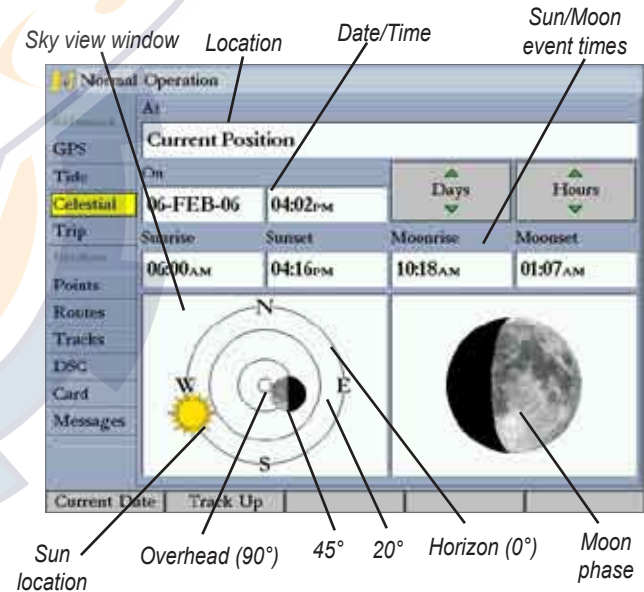 Sky view window
Location
Date/Time
Sun/Moon
event times
Normal Operation
At
Current Position
GPS
Tide
Celestial
Trip
Points
Routes
Tracks
DSC
Card
Messages
On
06-FEB-06
04:02PM
Days
Hours
Sunrise
Sunset
Moonrise
Moonset
06:00AM
04:16PM
10:18AM
01:07AM
N
W
E
S
Current Date
Track Up
Sun
location
Overhead (90°)
45°
20°
Horizon (0°)
Moon
phase